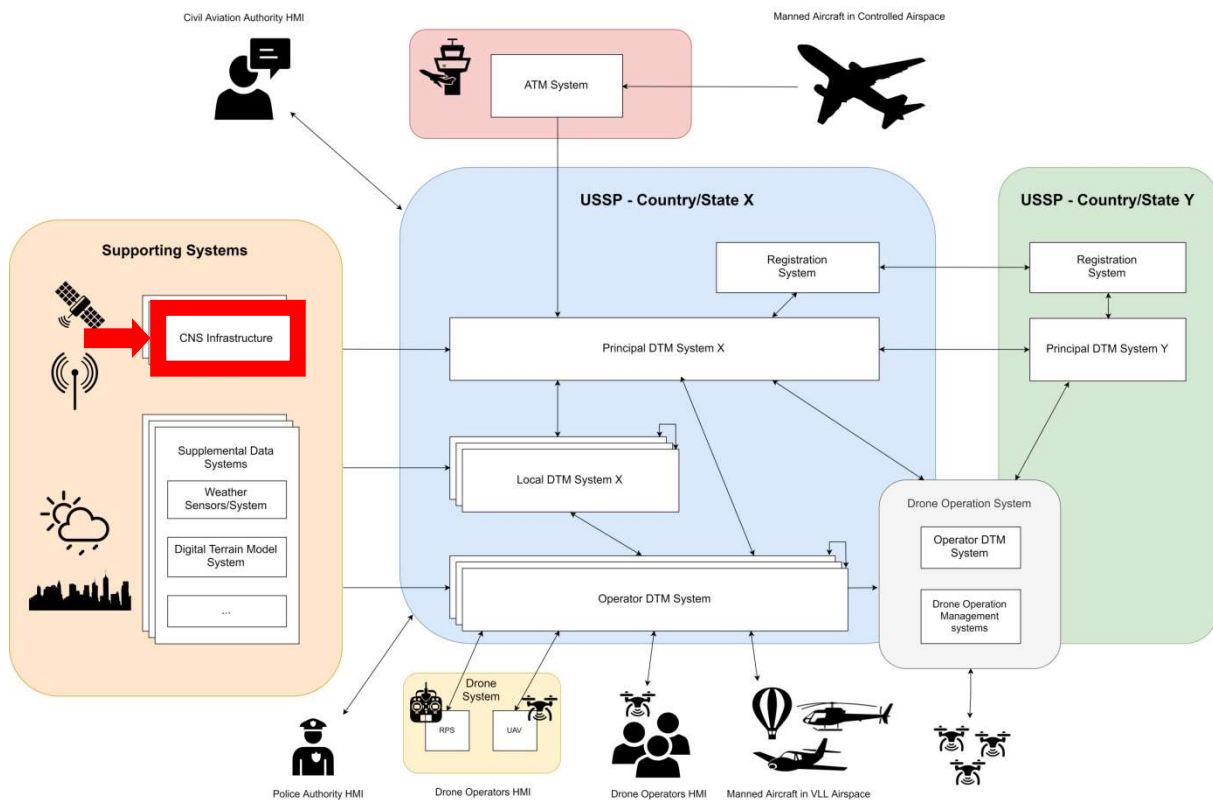 Civil Aviation Authority HMI
Manned Aircraft in Controlled Airspace
ATM System
USSP - Country/State X
USSP - Country/State Y
Supporting Systems
Registration
System
Registration
System
CNS Infrastructure
Principal DTM System X
Principal DTM System Y
Supplemental Data
Systems
Weather
Sensors/System
Digital Terrain Model
System
...
Local DTM System X
Drone Operation System
Operator DTM
System
Drone Operation
Management
systems
Operator DTM System
Drone
System
RPS
UAV
Police Authority HMI
Drone Operators HMI
Drone Operators HMI
Manned Aircraft in VLL Airspace